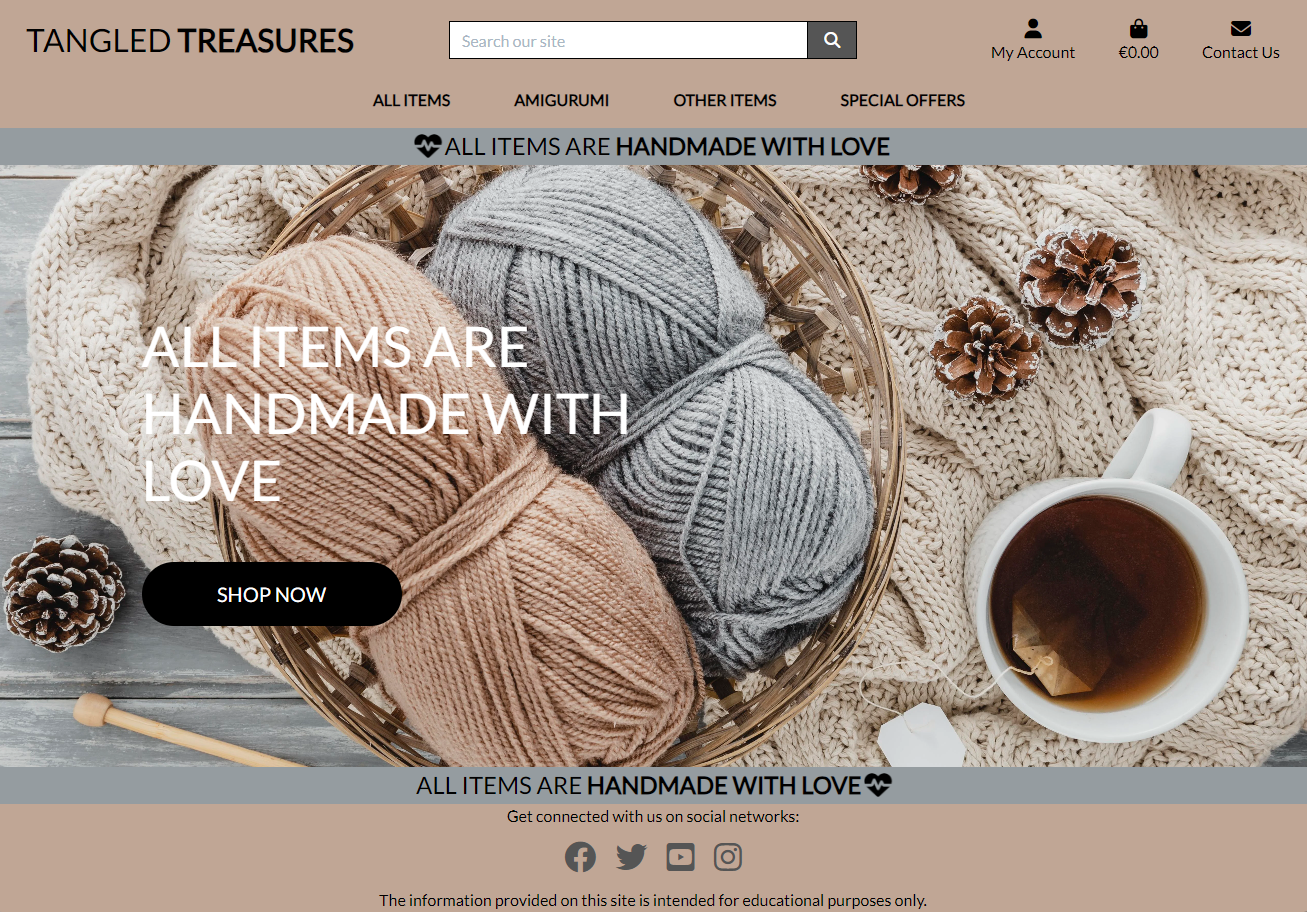 TANGLED TREASURES
Search our site
My Account
€0.00
Contact Us
ALL ITEMS
AMIGURUMI
OTHER ITEMS
SPECIAL OFFERS
ALL ITEMS ARE HANDMADE WITH LOVE
ALL ITEMS ARE
HANDMADE WITH
LOVE
SHOP NOW
ALL ITEMS ARE HANDMADE WITH LOVE
Get connected with us on social networks:
The information provided on this site is intended for educational purposes only.